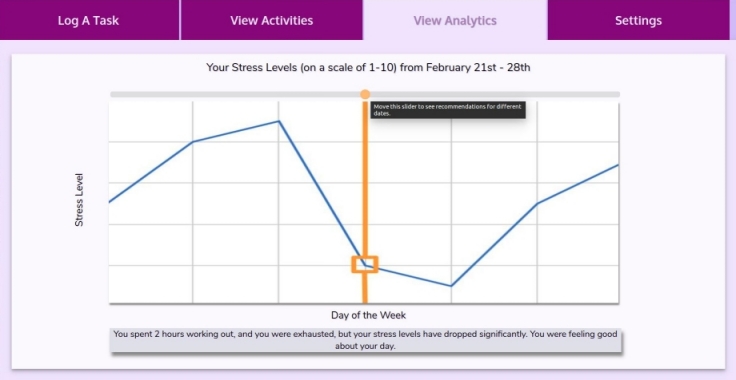 Log A Task
View Activities
View Analytics
Settings
Your Stress Levels (on a scale of 1-10) from February 21st - 28th
Move this slider to see recommendations for different
dates.
Stress Level
Day of the Week
You spent 2 hours working out, and you were exhausted, but your stress levels have dropped significantly. You were feeling good
about your day.